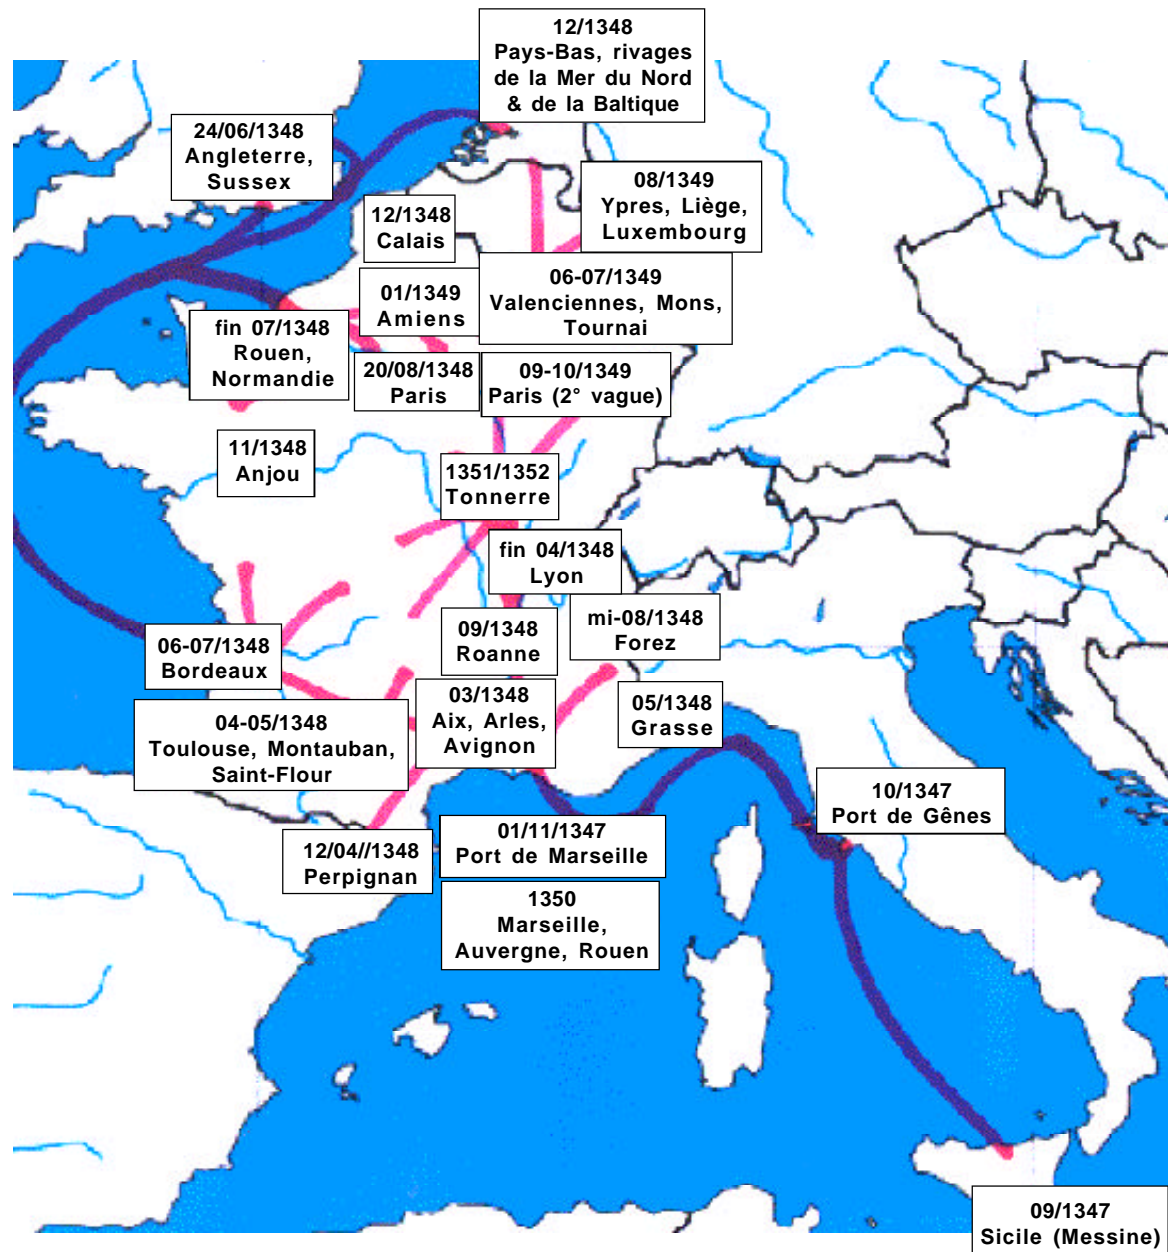 12/1348
Pays-Bas, rivages
de la Mer du Nord
& de la Baltique
24/06/1348
Angleterre,
Sussex
08/1349
Ypres, Liège,
Luxembourg
12/1348
Calais
06-07/1349
Valenciennes, Mons,
Tournai
01/1349
Amiens
fin 07/1348
Rouen,
Normandie
20/08/1348
Paris
09-10/1349
Paris (2° vague)
11/1348
Anjou
1351/1352
Tonnerre
fin 04/1348
Lyon
mi-08/1348
Forez
09/1348
Roanne
06-07/1348
Bordeaux
03/1348
Aix, Arles,
Avignon
05/1348
Grasse
04-05/1348
Toulouse, Montauban,
Saint-Flour
10/1347
Port de Gênes
01/11/1347
Port de Marseille
12/04//1348
Perpignan
1350
Marseille,
Auvergne, Rouen
09/1347
Sicile (Messine)